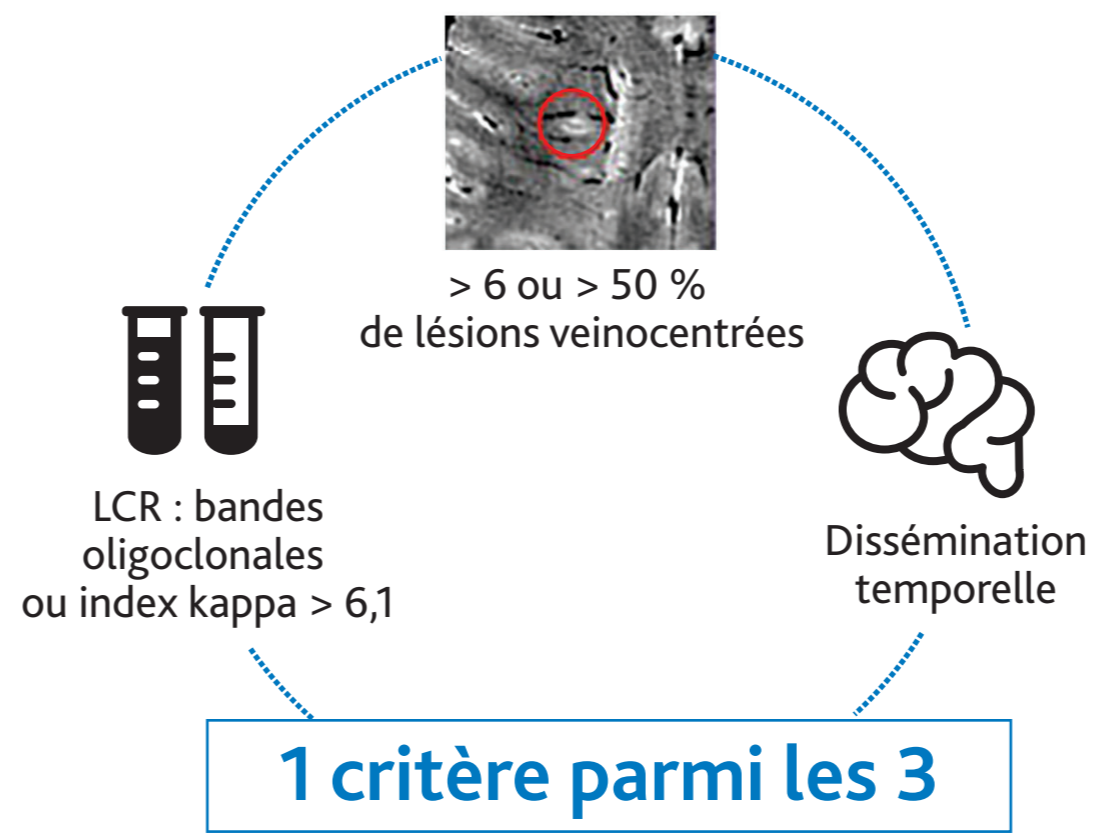 > 6 ou > 50 %
de lésions veinocentrées
LCR : bandes
oligoclonales
ou index kappa > 6,1
Dissémination
temporelle
1 critère parmi les 3